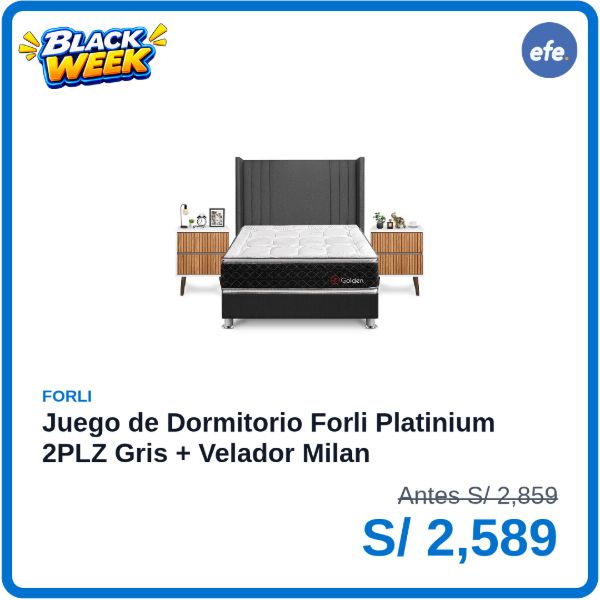 BLACK
WEEK
efe.
Golden
FORLI
Juego de Dormitorio Forli Platinium
2PLZ Gris + Velador Milan
Antes S/ 2,859
S/ 2,589